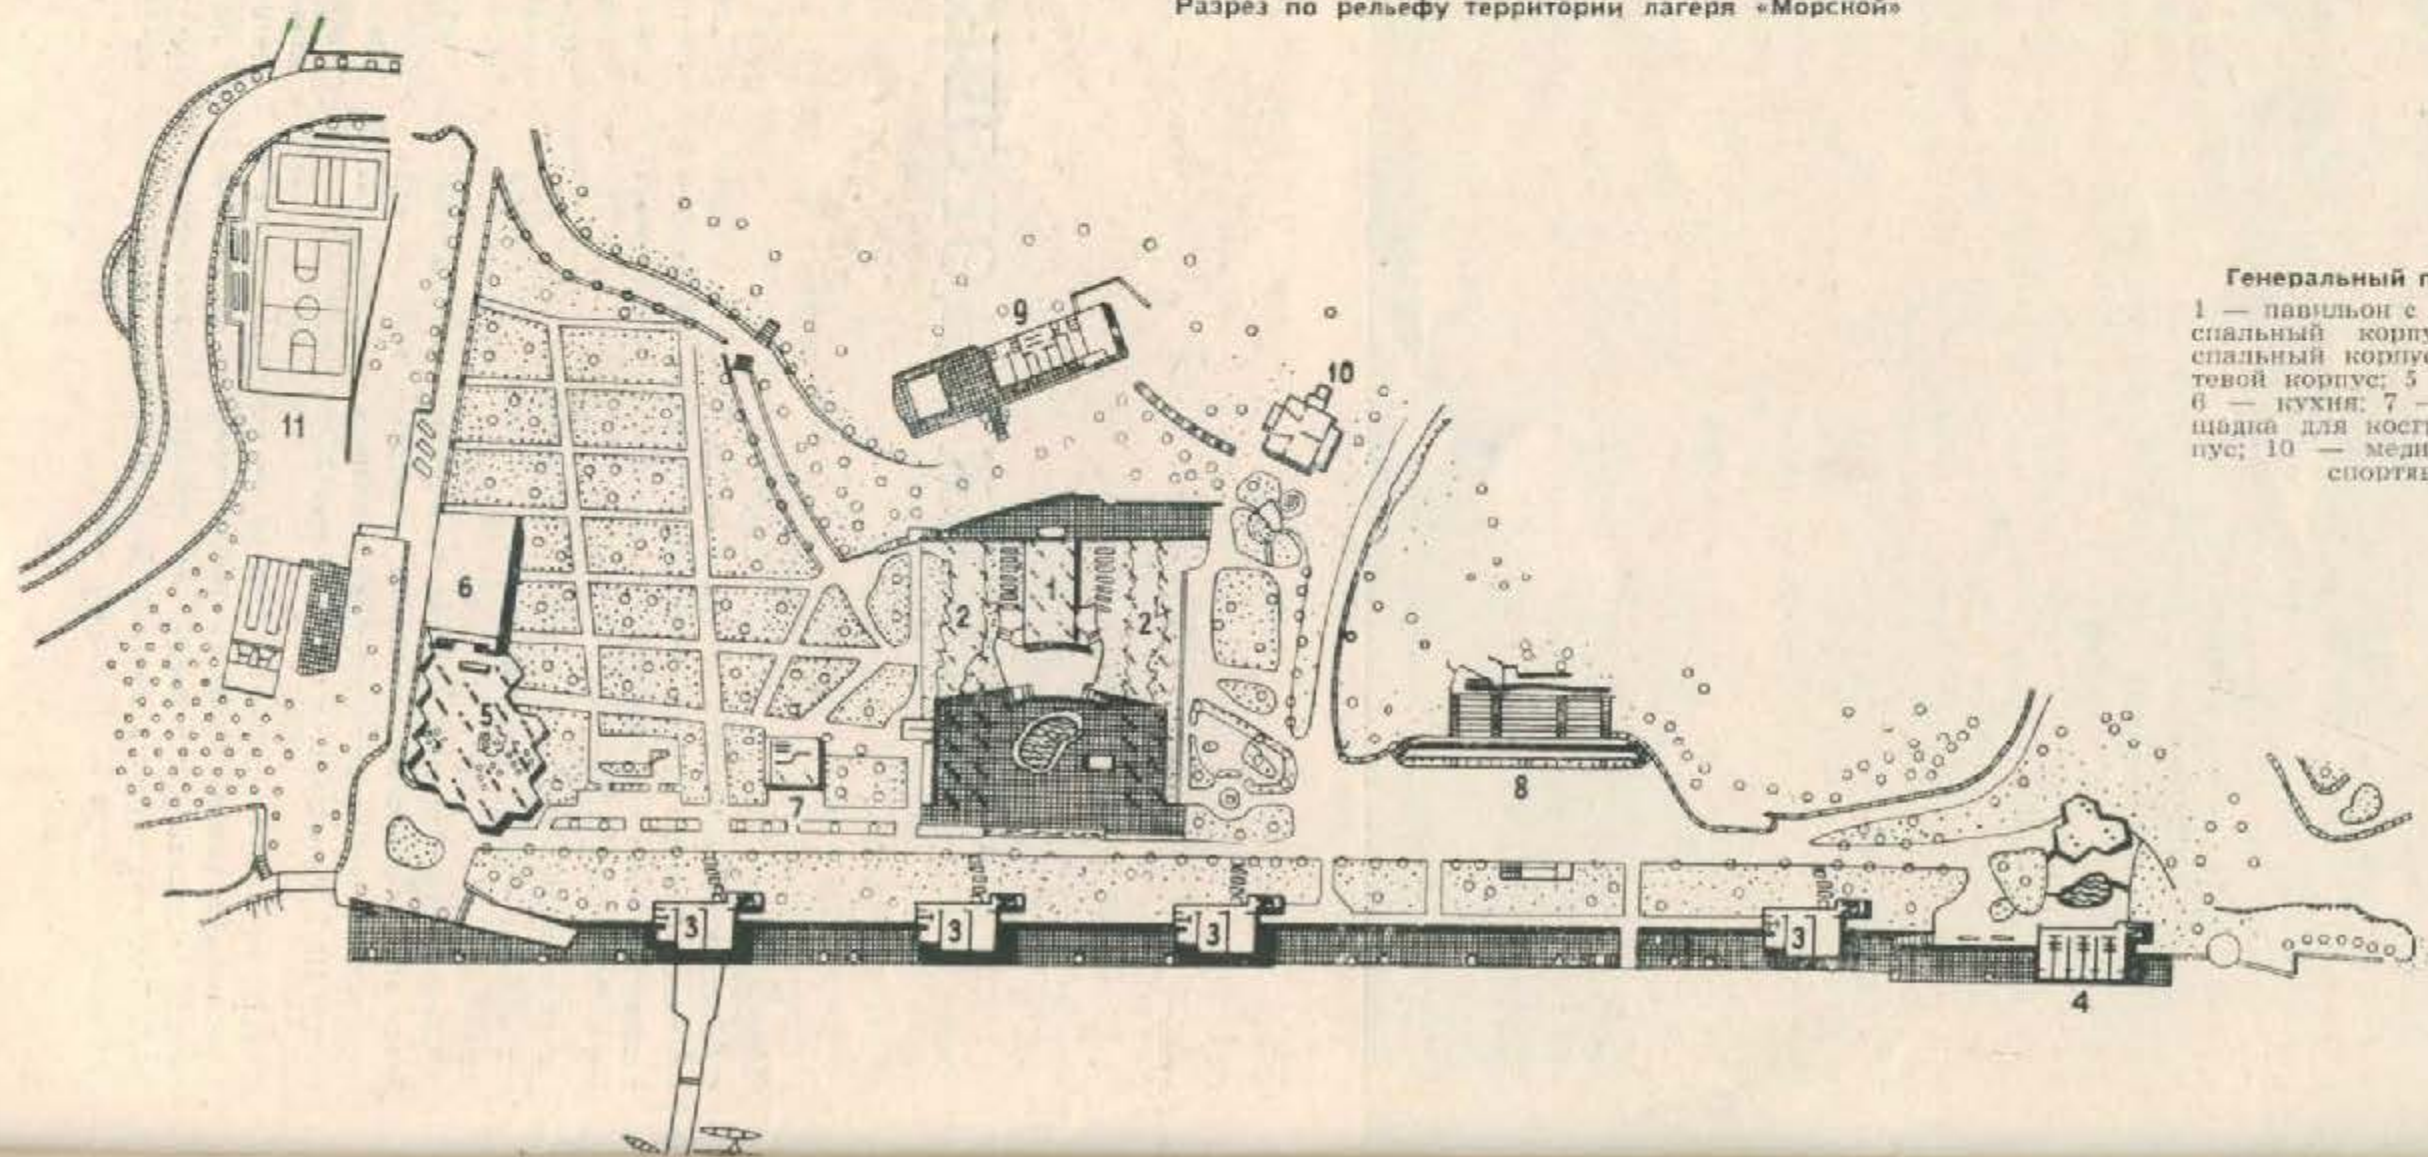 Разрез по рельефу территории лагеря «Морской»
Генеральный п
1 — павильон с
спальный корпу
спальный корпус
тевой корпус; 5
6 — кухня; 7 —
щадка для костр
пус; 10 — меди
спортив
9
10
11
6
1
2
2
5
7
8
3
3
3
3
4